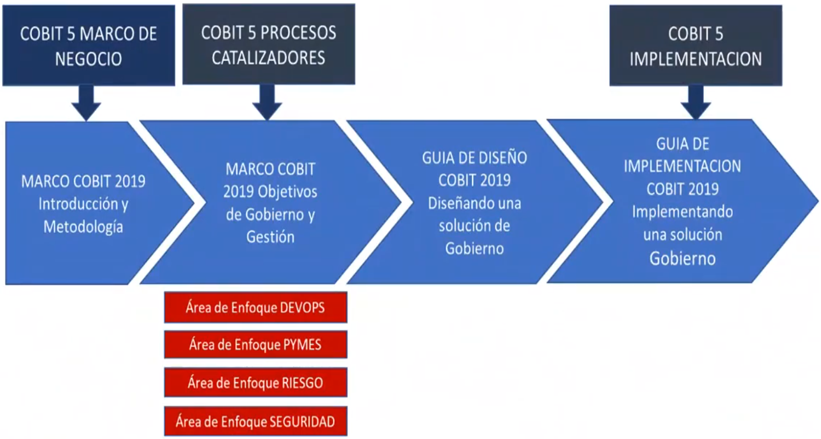 COBIT 5 MARCO DE
NEGOCIO
COBIT 5 PROCESOS
CATALIZADORES
COBIT 5
IMPLEMENTACION
MARCO COBIT 2019
Introducción y
Metodología
MARCO COBIT
2019 Objetivos
de Gobierno y
Gestión
GUIA DE DISEÑO
COBIT 2019
Diseñando una
solución de
Gobierno
GUIA DE
IMPLEMENTACION
COBIT 2019
Implementando
una solución
Gobierno
Área de Enfoque DEVOPS
Área de Enfoque PYMES
Área de Enfoque RIESGO
Área de Enfoque SEGURIDAD